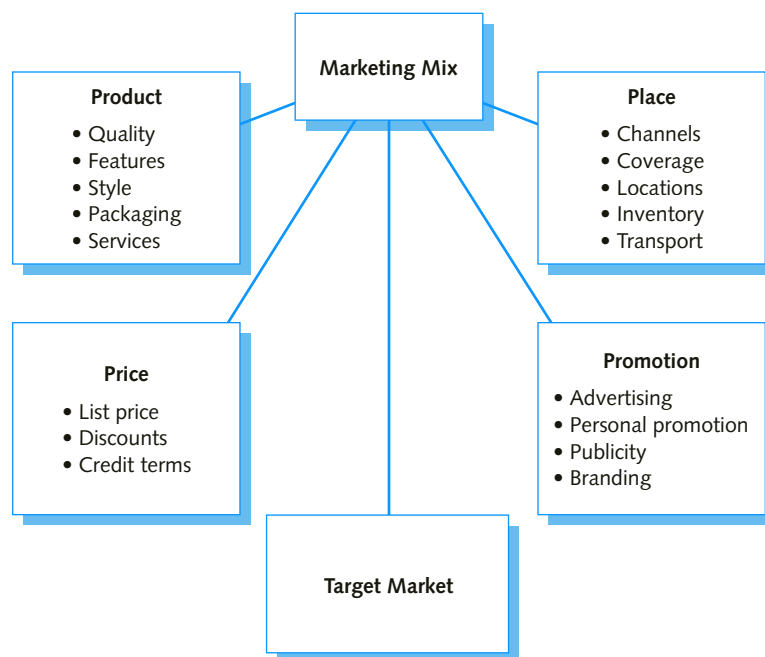 Marketing Mix
Product
• Quality
• Features
• Style
• Packaging
• Services
Place
• Channels
• Coverage
• Locations
• Inventory
• Transport
Price
• List price
• Discounts
• Credit terms
Promotion
• Advertising
• Personal promotion
• Publicity
• Branding
Target Market